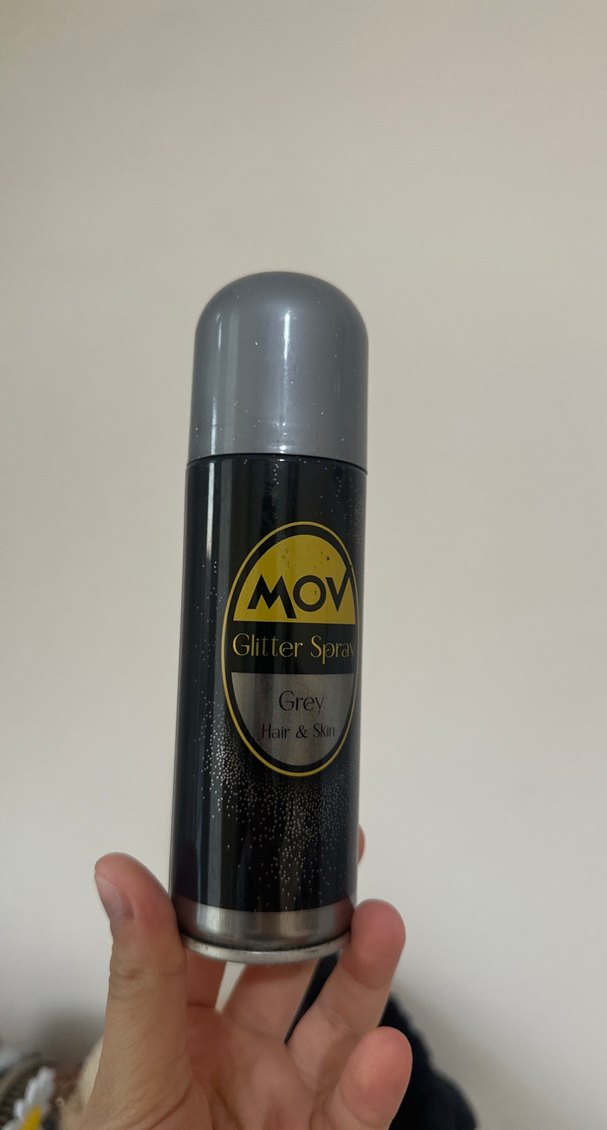 MOV
Glitter Spray
Grey
Hair & Skin